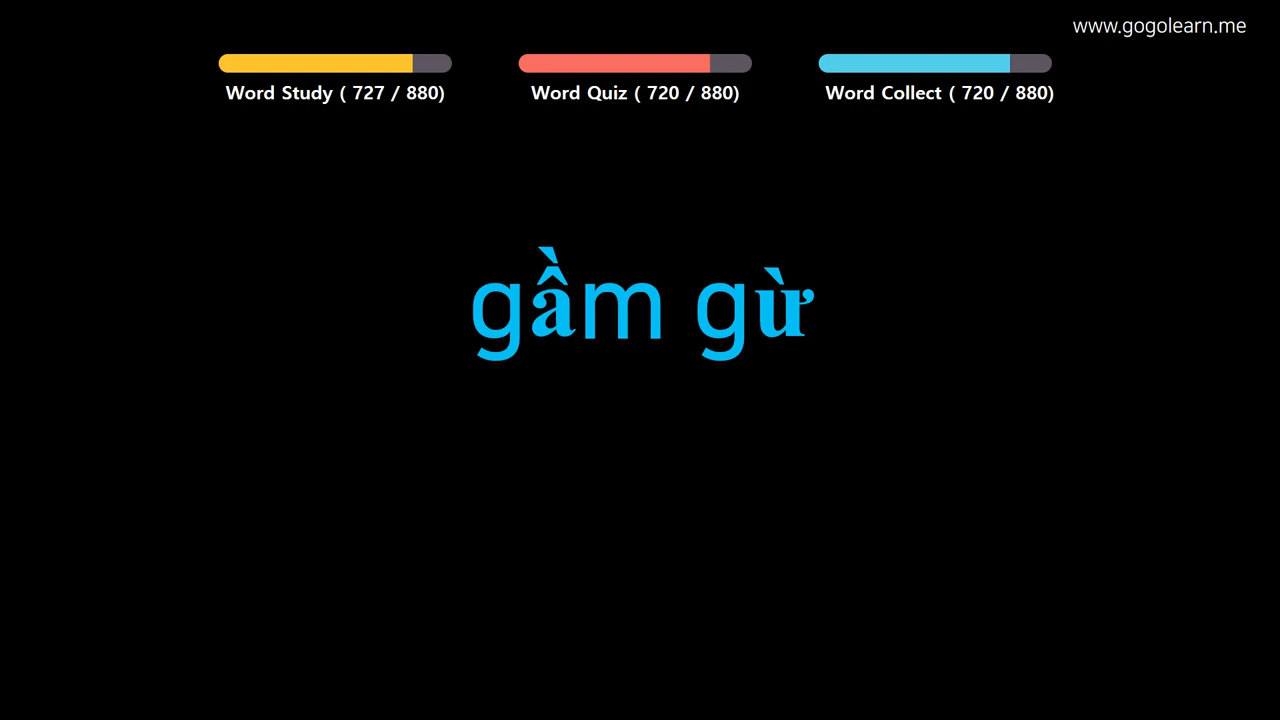 www.gogolearn.me
Word Study ( 727 / 880)
Word Quiz ( 720 / 880)
Word Collect ( 720 / 880)
gầm gừ